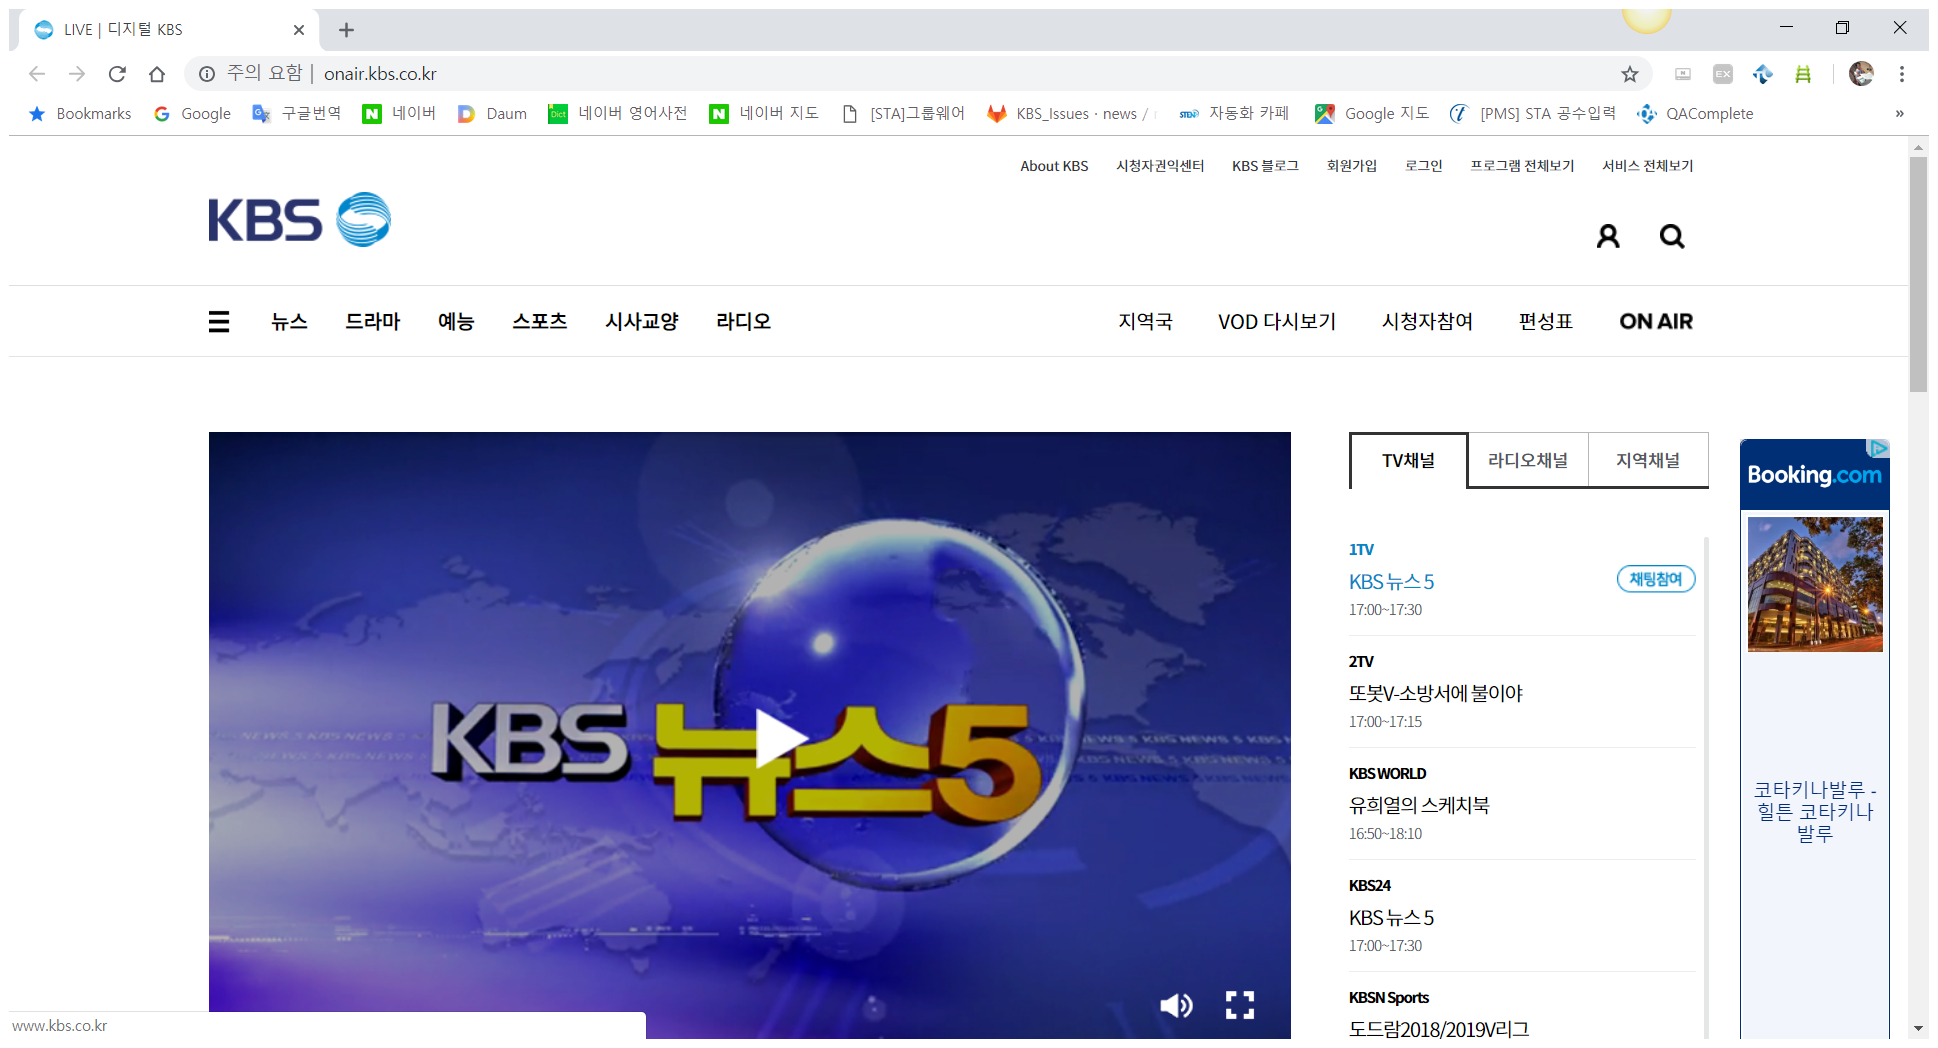 LIVE | 디지털 KBS
주의 요함 | onair.kbs.co.kr
EX
Bookmarks Google 구글번역 네이버 Daum 네이버 영어사전 네이버 지도 [STA]그룹웨어 KBS_Issues · news / 자동화 카페 Google 지도 [PMS] STA 공수입력 QAComplete »
About KBS 시청자권익센터 KBS 블로그 회원가입 로그인 프로그램 전체보기 서비스 전체보기
KBS
뉴스 드라마 예능 스포츠 시사교양 라디오 지역국 VOD 다시보기 시청자참여 편성표 ON AIR
KBS 뉴스5
TV채널 라디오채널 지역채널
1TV
KBS 뉴스 5 채팅참여
17:00~17:30
2TV
또봇V-소방서에 불이야
17:00~17:15
KBS WORLD
유희열의 스케치북
16:50~18:10
KBS24
KBS 뉴스 5
17:00~17:30
KBSN Sports
도드람2018/2019V리그
Booking.com
코타키나발루 -
힐튼 코타키나
발루
www.kbs.co.kr